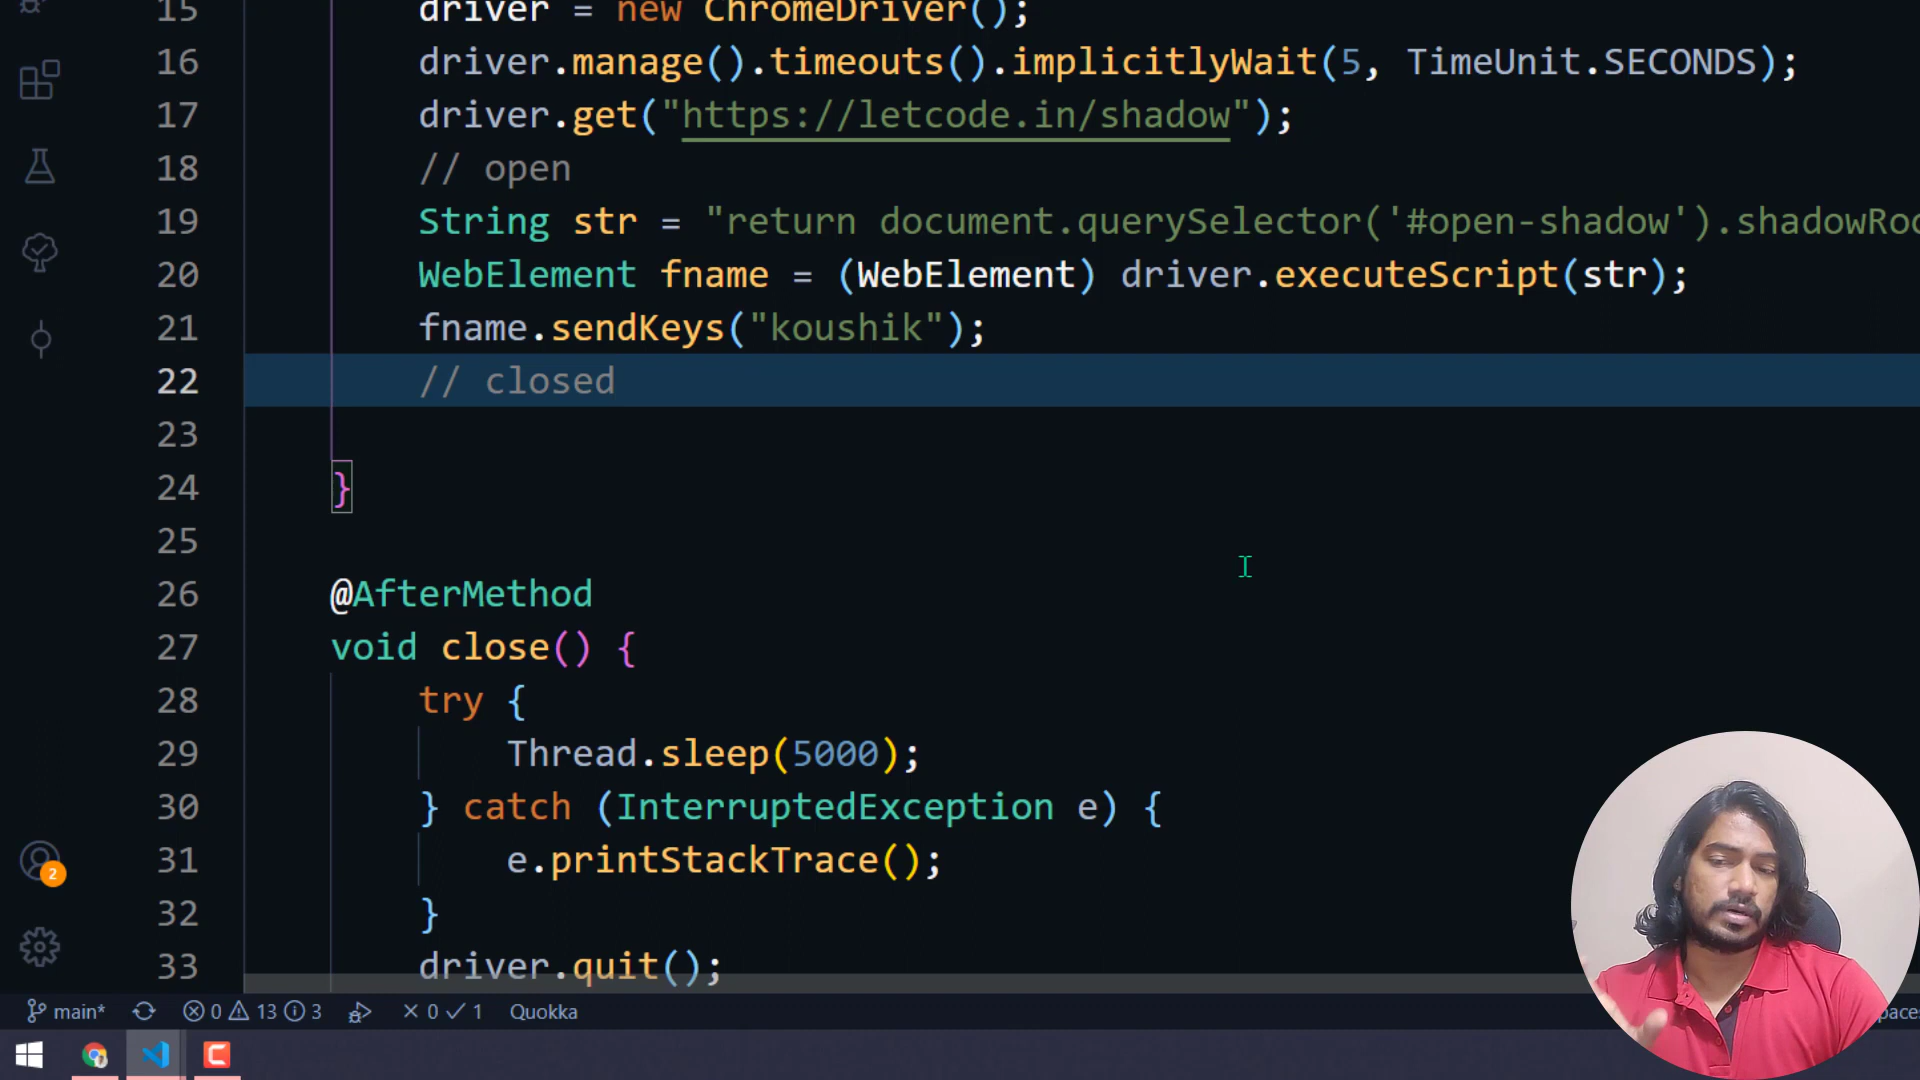 15 driver = new ChromeDriver();
16 driver.manage().timeouts().implicitlyWait(5, TimeUnit.SECONDS);
17 driver.get("https://letcode.in/shadow");
18 // open
19 String str = "return document.querySelector('#open-shadow').shadowRoo
20 WebElement fname = (WebElement) driver.executeScript(str);
21 fname.sendKeys("koushik");
22 // closed
23
24 }
25
26 @AfterMethod
27 void close() {
28 try {
29 Thread.sleep(5000);
30 } catch (InterruptedException e) {
31 e.printStackTrace();
32 }
33 driver.quit();
2
main* 0 13 3 0 1 Quokka paces